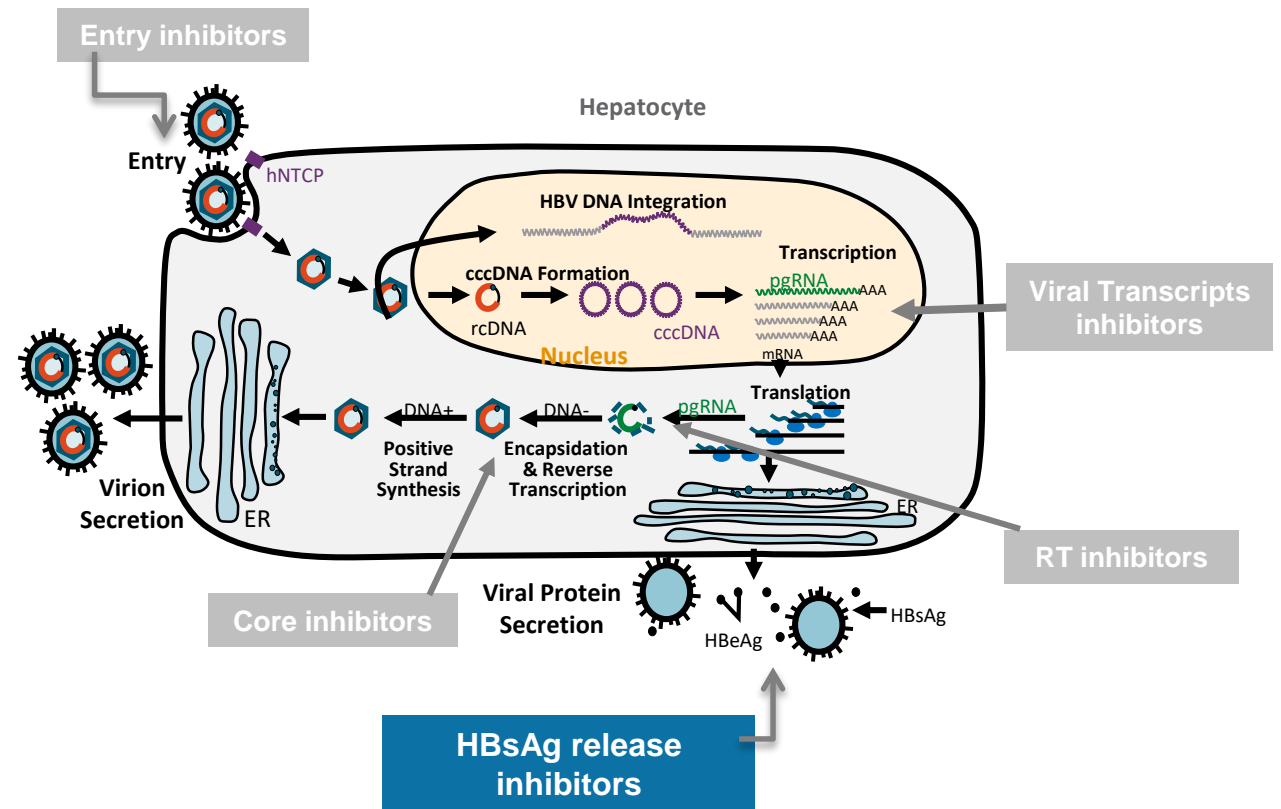 Entry inhibitors
Hepatocyte
Entry
hNTCP
HBV DNA Integration
Transcription
cccDNA Formation
pgRNA
AAA
AAA
AAA
AAA
rcDNA
cccDNA
mRNA
Nucleus
Viral Transcripts
inhibitors
Translation
DNA+
DNA-
pgRNA
Positive
Strand
Synthesis
Encapsidation
& Reverse
Transcription
Virion
Secretion
ER
ER
RT inhibitors
Core inhibitors
Viral Protein
Secretion
HBeAg
HBsAg
HBsAg release
inhibitors